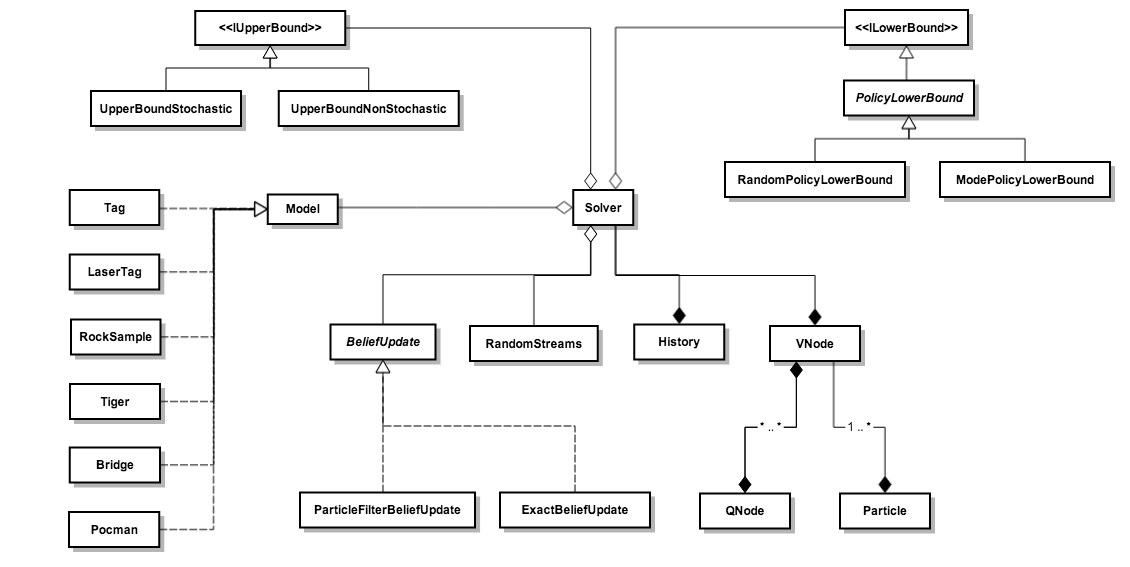 <<IUpperBound>>
<<ILowerBound>>
UpperBoundStochastic
UpperBoundNonStochastic
PolicyLowerBound
RandomPolicyLowerBound
ModePolicyLowerBound
Tag
Model
Solver
LaserTag
RockSample
BeliefUpdate
RandomStreams
History
VNode
Tiger
* .. *
1 .. *
Bridge
ParticleFilterBeliefUpdate
ExactBeliefUpdate
QNode
Particle
Pocman